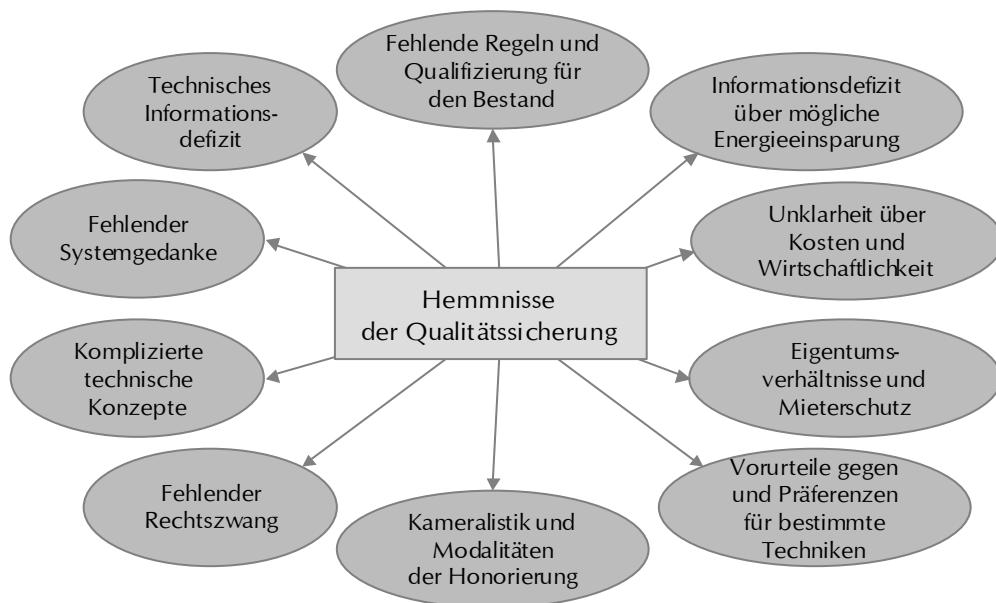 Fehlende Regeln und
Qualifizierung für
den Bestand
Technisches
Informations-
defizit
Informationsdefizit
über mögliche
Energieeinsparung
Fehlender
Systemgedanke
Unklarheit über
Kosten und
Wirtschaftlichkeit
Hemmnisse
der Qualitätssicherung
Komplizierte
technische
Konzepte
Eigentums-
verhältnisse und
Mieterschutz
Fehlender
Rechtszwang
Vorurteile gegen
und Präferenzen
für bestimmte
Techniken
Kameralistik und
Modalitäten
der Honorierung